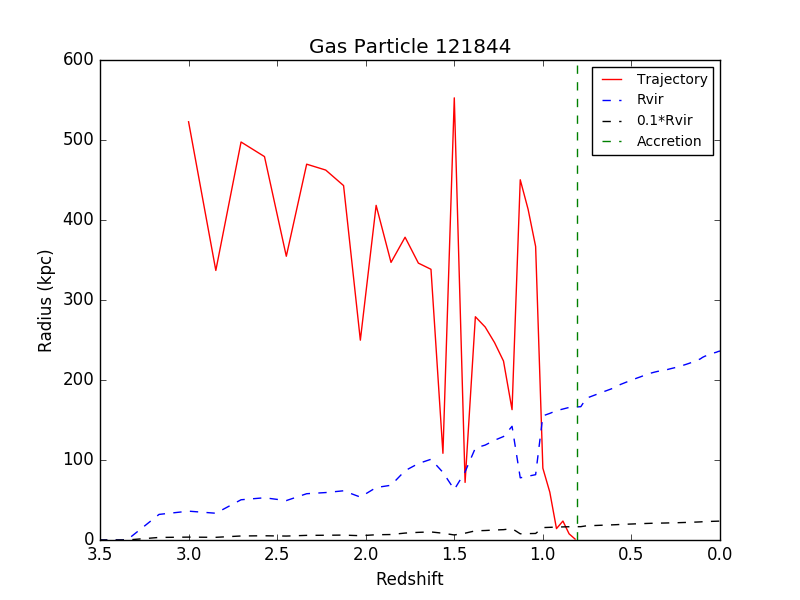 Gas Particle 121844
600
500
400
300
200
100
0
Radius (kpc)
Trajectory
Rvir
0.1*Rvir
Accretion
3.5 3.0 2.5 2.0 1.5 1.0 0.5 0.0
Redshift